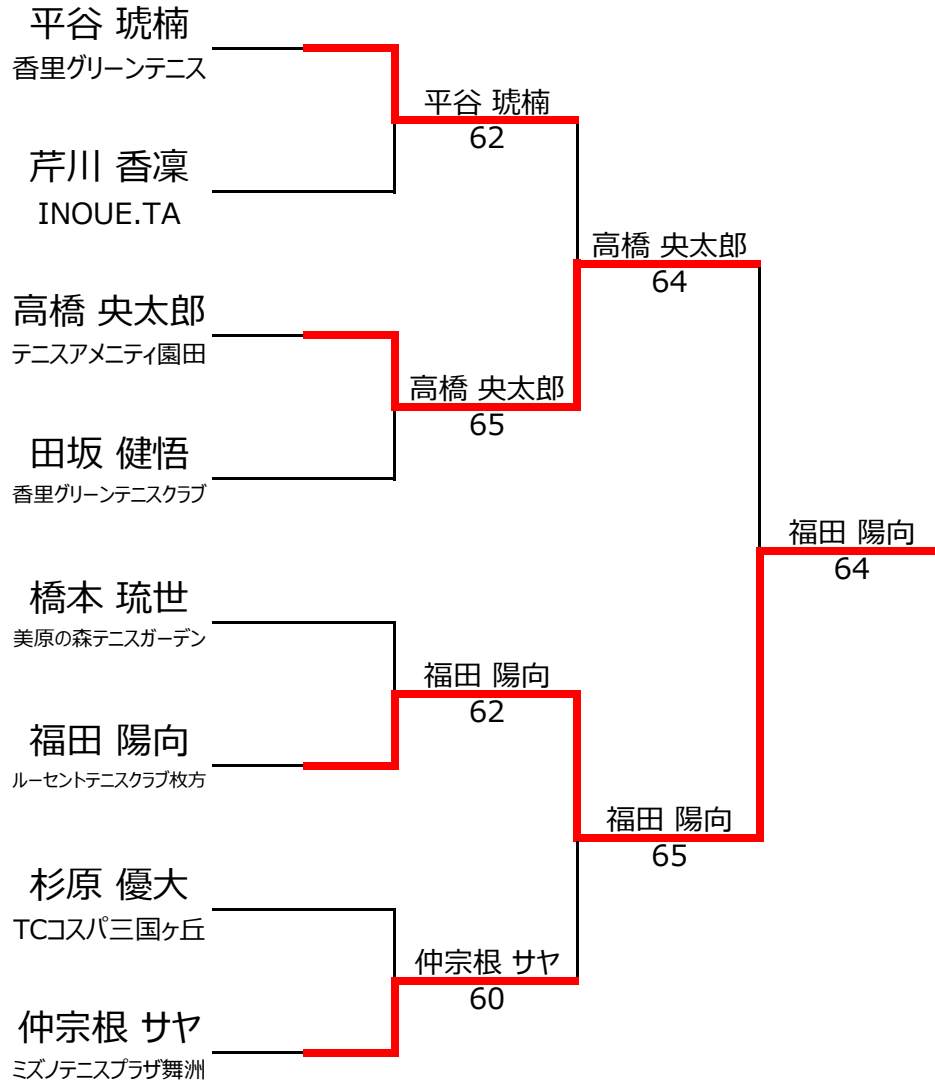 平谷 琥楠
香里グリーンテニス
芹川 香凜
INOUE.TA
高橋 央太郎
テニスアメニティ園田
田坂 健悟
香里グリーンテニスクラブ
橋本 琉世
美原の森テニスガーデン
福田 陽向
ルーセントテニスクラブ枚方
杉原 優大
TCコスパ三国ヶ丘
仲宗根 サヤ
ミズノテニスプラザ舞洲
平谷 琥楠
62
高橋 央太郎
65
福田 陽向
62
仲宗根 サヤ
60
高橋 央太郎
64
福田 陽向
65
福田 陽向
64